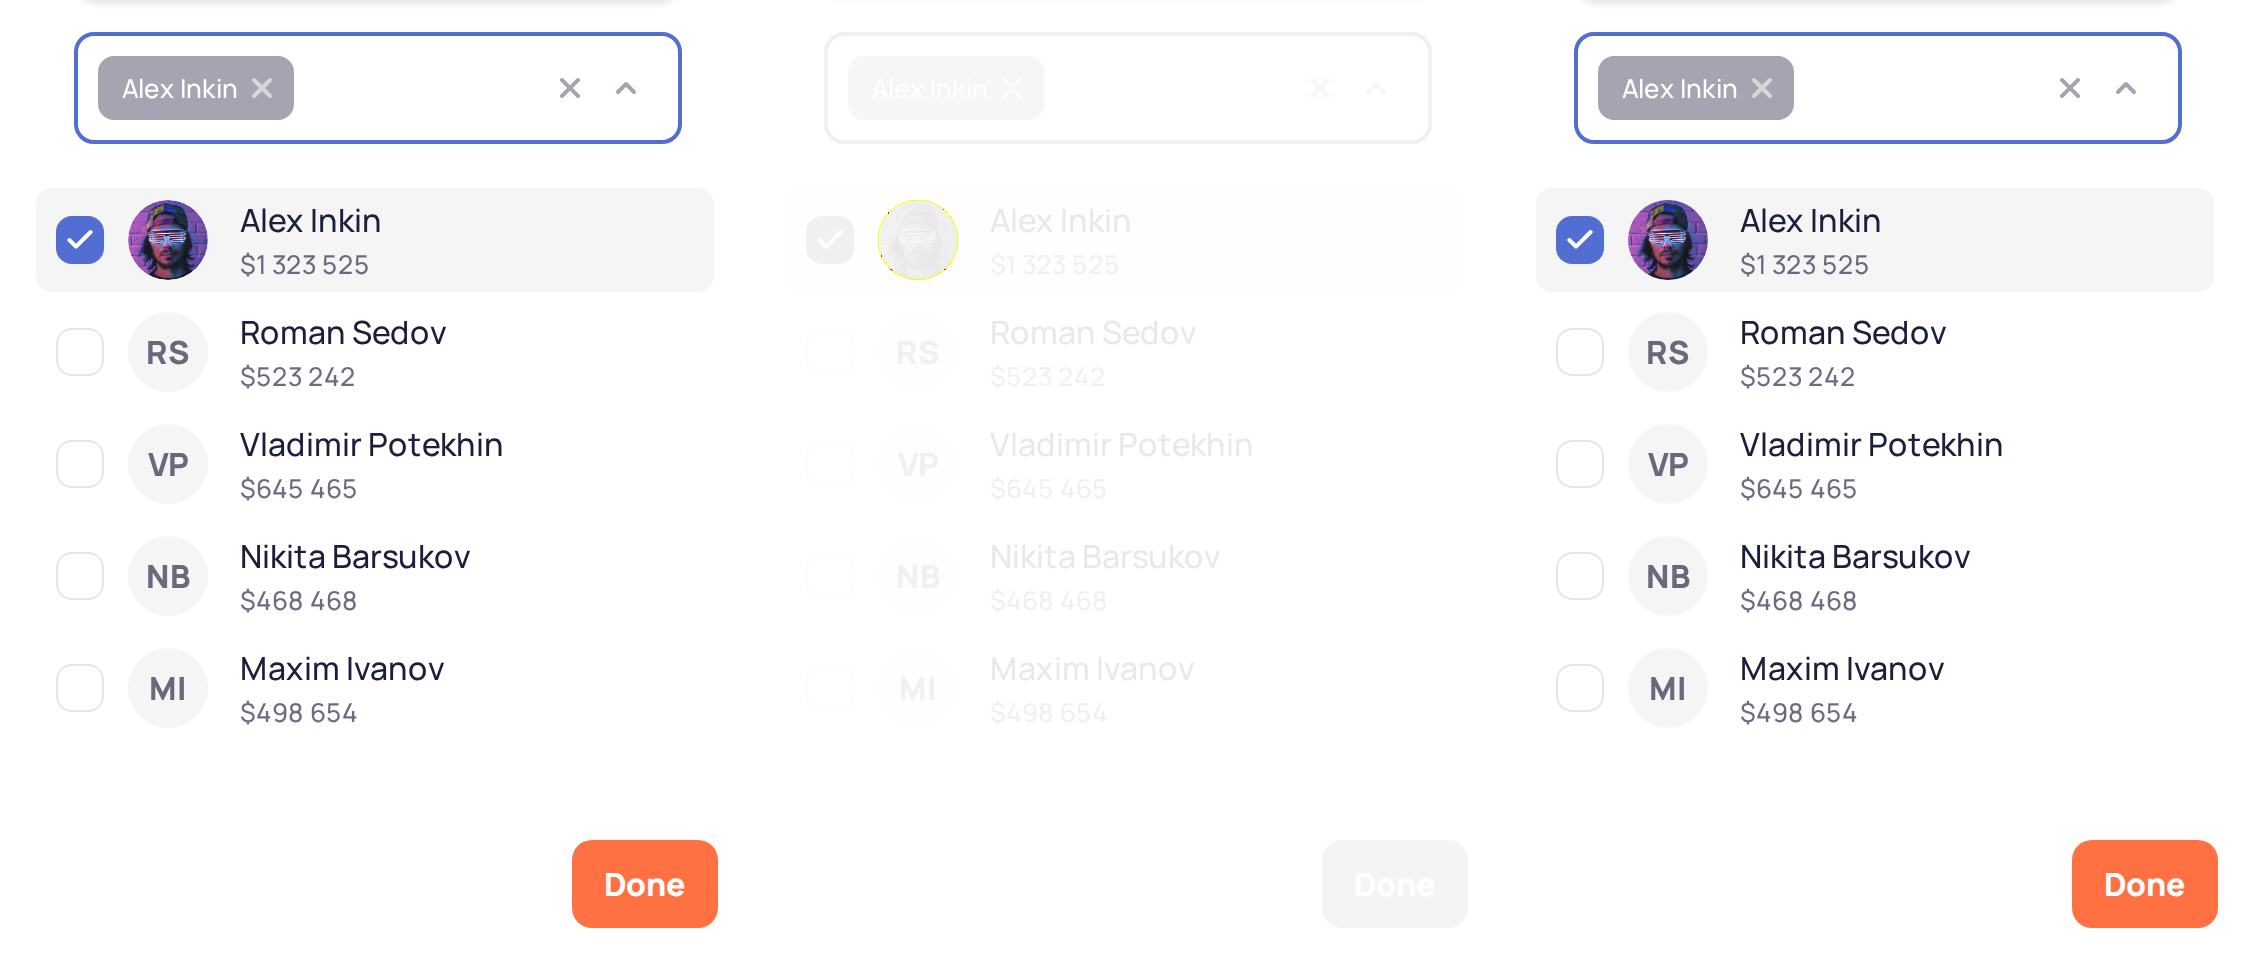 Alex Inkin
Alex Inkin
$1 323 525
RS
Roman Sedov
$523 242
VP
Vladimir Potekhin
$645 465
NB
Nikita Barsukov
$468 468
MI
Maxim Ivanov
$498 654
Done
Alex Inkin
Alex Inkin
$1 323 525
RS
Roman Sedov
$523 242
VP
Vladimir Potekhin
$645 465
NB
Nikita Barsukov
$468 468
MI
Maxim Ivanov
$498 654
Done
Alex Inkin
Alex Inkin
$1 323 525
RS
Roman Sedov
$523 242
VP
Vladimir Potekhin
$645 465
NB
Nikita Barsukov
$468 468
MI
Maxim Ivanov
$498 654
Done